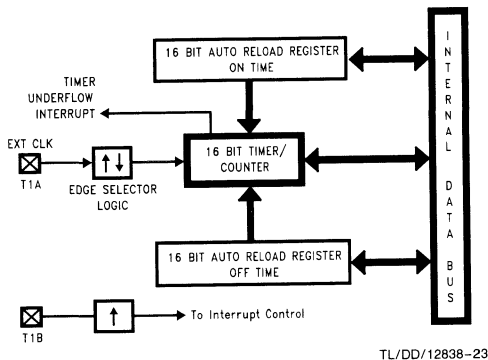 16 BIT AUTO RELOAD REGISTER
ON TIME
TIMER
UNDERFLOW
INTERRUPT
EXT CLK
T1A
EDGE SELECTOR
LOGIC
16 BIT TIMER/
COUNTER
16 BIT AUTO RELOAD REGISTER
OFF TIME
T1B
To Interrupt Control
INTERNAL DATA BUS
TL/DD/12838-23